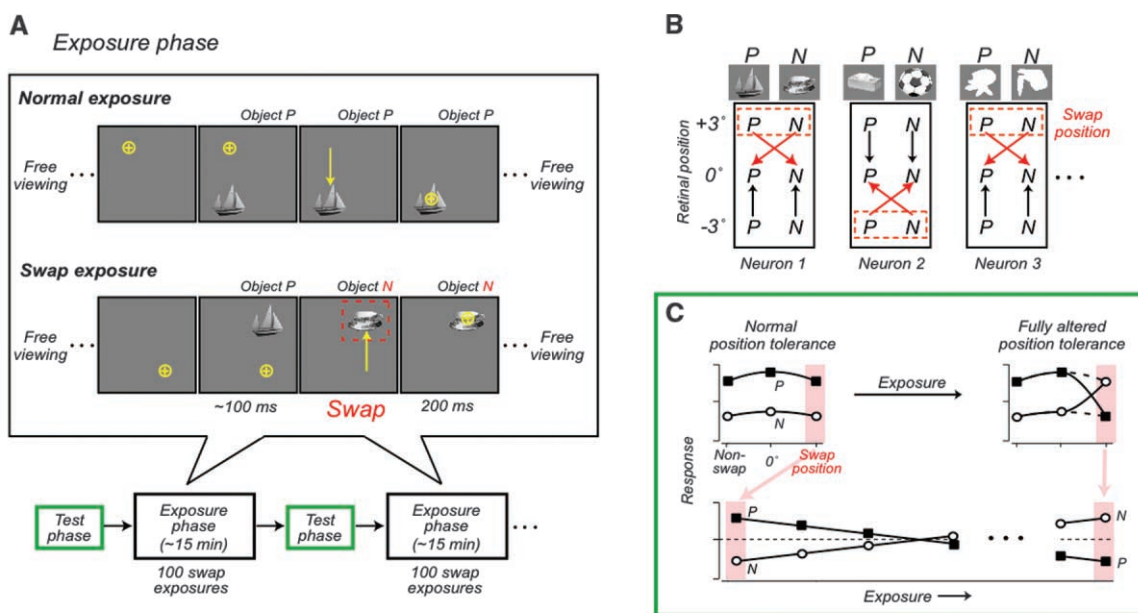 A
Exposure phase
Normal exposure
Object P
Object P
Object P
Free viewing
...
...
Free viewing
Swap exposure
Object P
Object N
Object N
Free viewing
...
...
Free viewing
~100 ms
Swap
200 ms
Test phase
Exposure phase (~15 min)
Test phase
Exposure phase (~15 min)
...
100 swap exposures
100 swap exposures
B
P N P N P N
Retinal position
+3°
0°
-3°
P N P N P N
P N P N P N
P N P N P N
Swap position
...
Neuron 1
Neuron 2
Neuron 3
C
Normal position tolerance
Fully altered position tolerance
P
N
Exposure
Non-swap
0°
Swap position
Response
P
N
...
N
P
Exposure